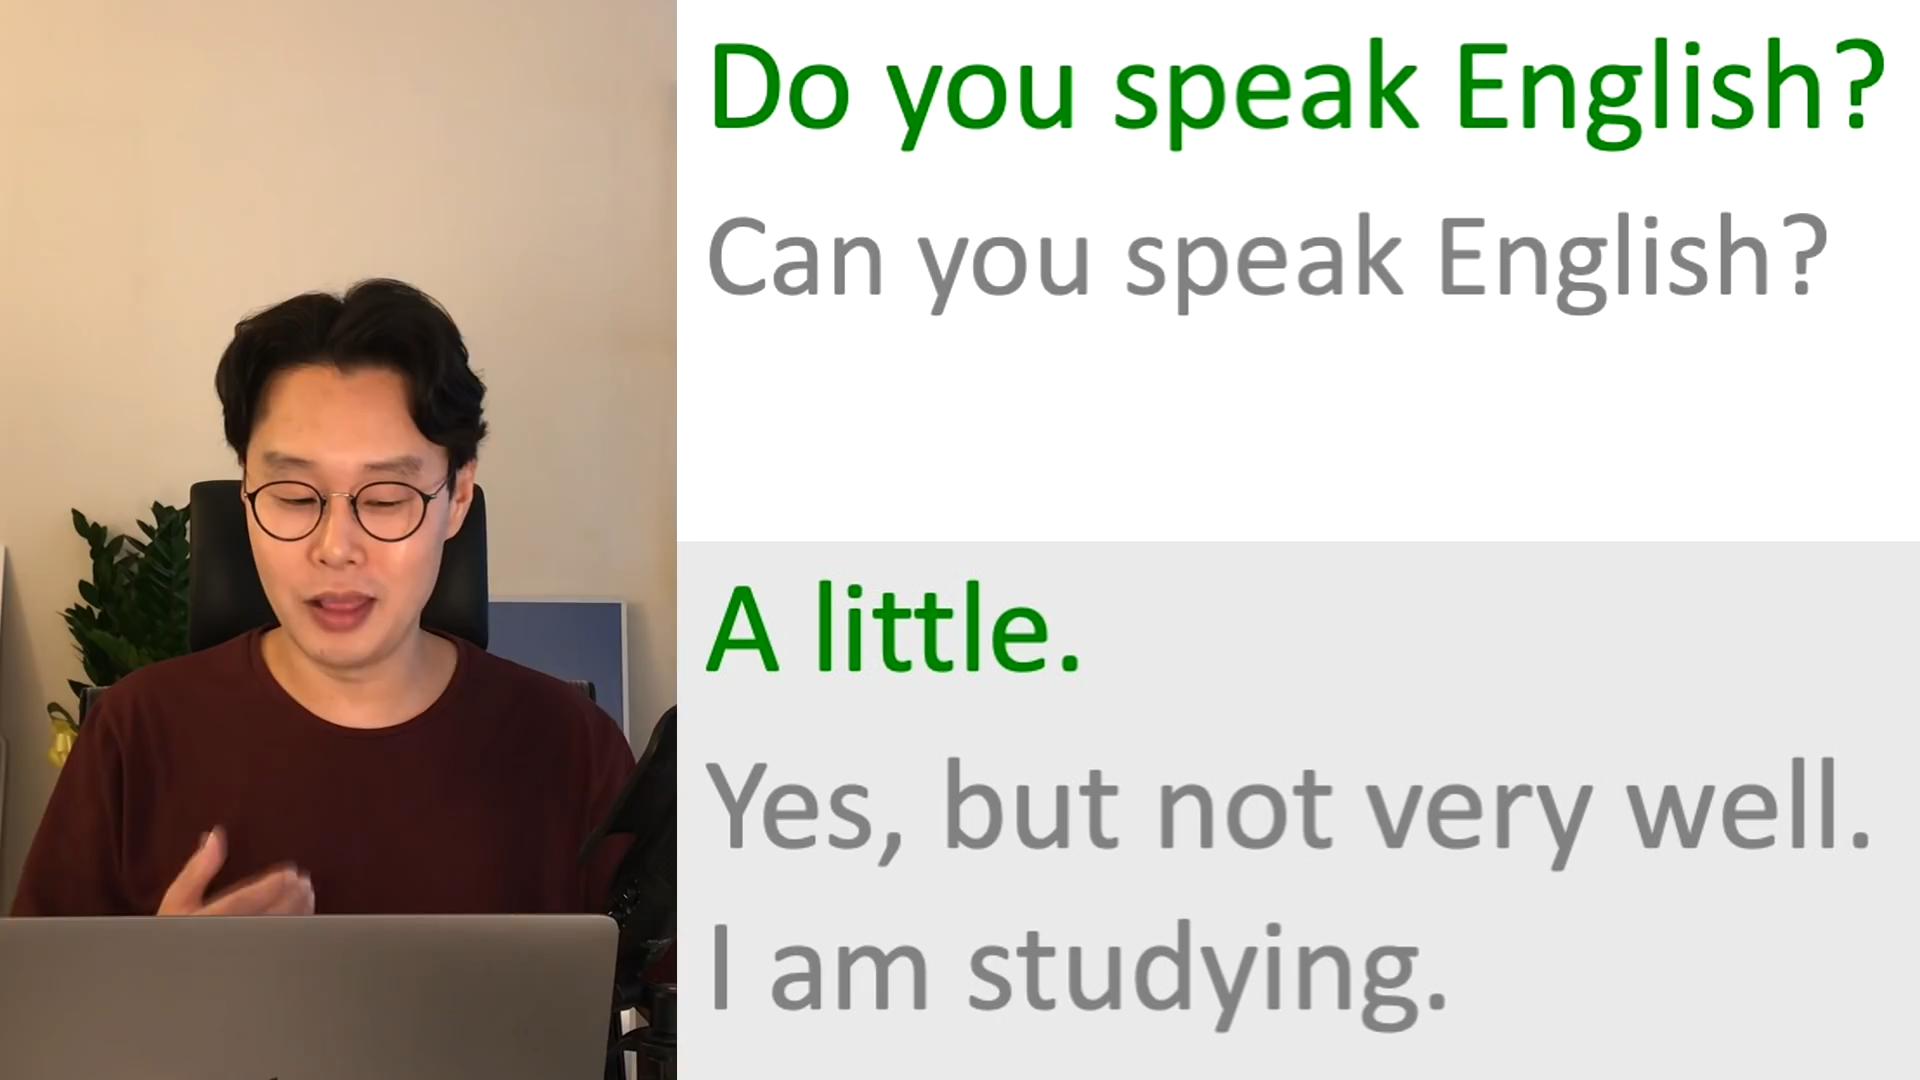 Do you speak English?
Can you speak English?
A little.
Yes, but not very well.
I am studying.